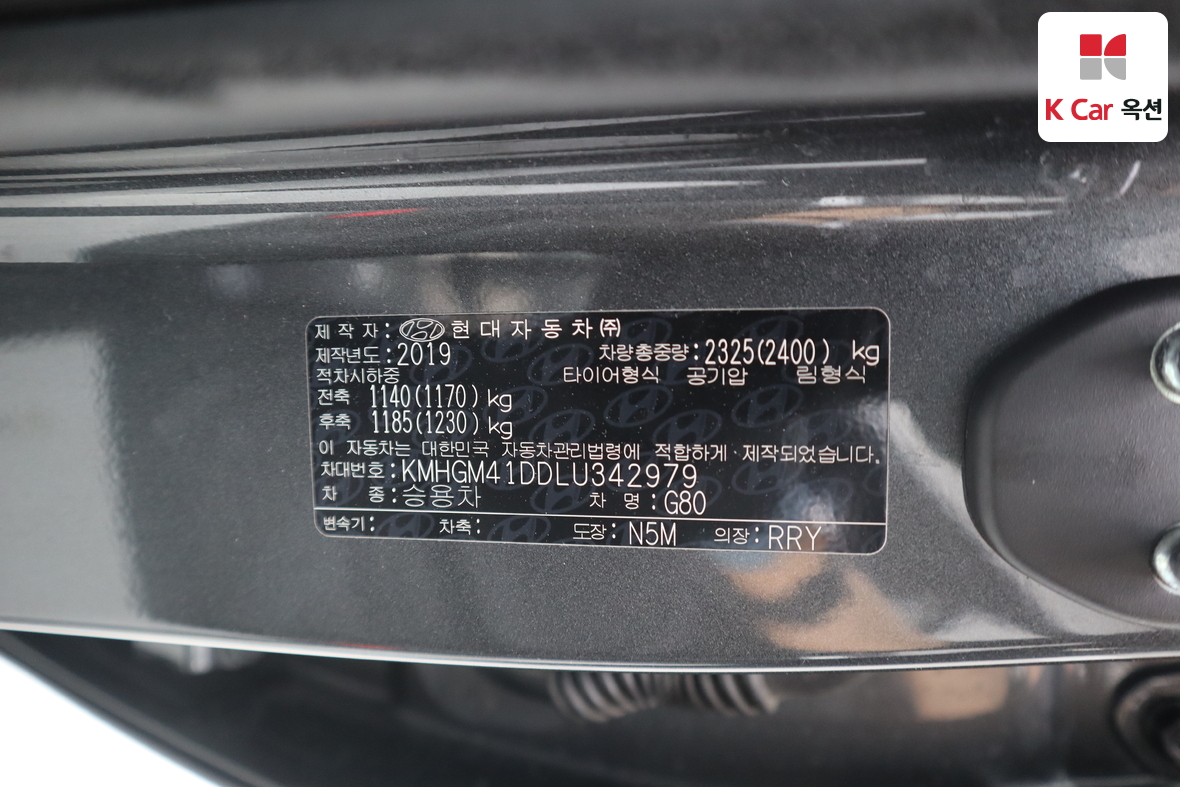 K Car 옥션
제 작 자 : 현 대 자 동 차 ㈜
제작년도 : 2019 차량총중량 : 2325(2400) kg
적차시하중 타이어형식 공기압 림형식
전축 1140(1170) kg
후축 1185(1230) kg
이 자동차는 대한민국 자동차관리법령에 적합하게 제작되었습니다.
차대번호 : KMHGM41DDLU342979
차 종 : 승용차 차 명 : G80
변속기 : 차축 : 도장 : N5M 의장 : RRY